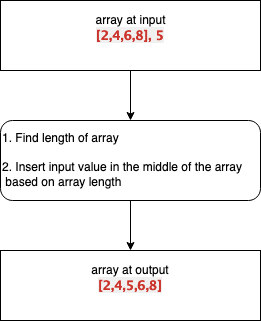 array at input
[2,4,6,8], 5
1. Find length of array
2. Insert input value in the middle of the array
based on array length
array at output
[2,4,5,6,8]